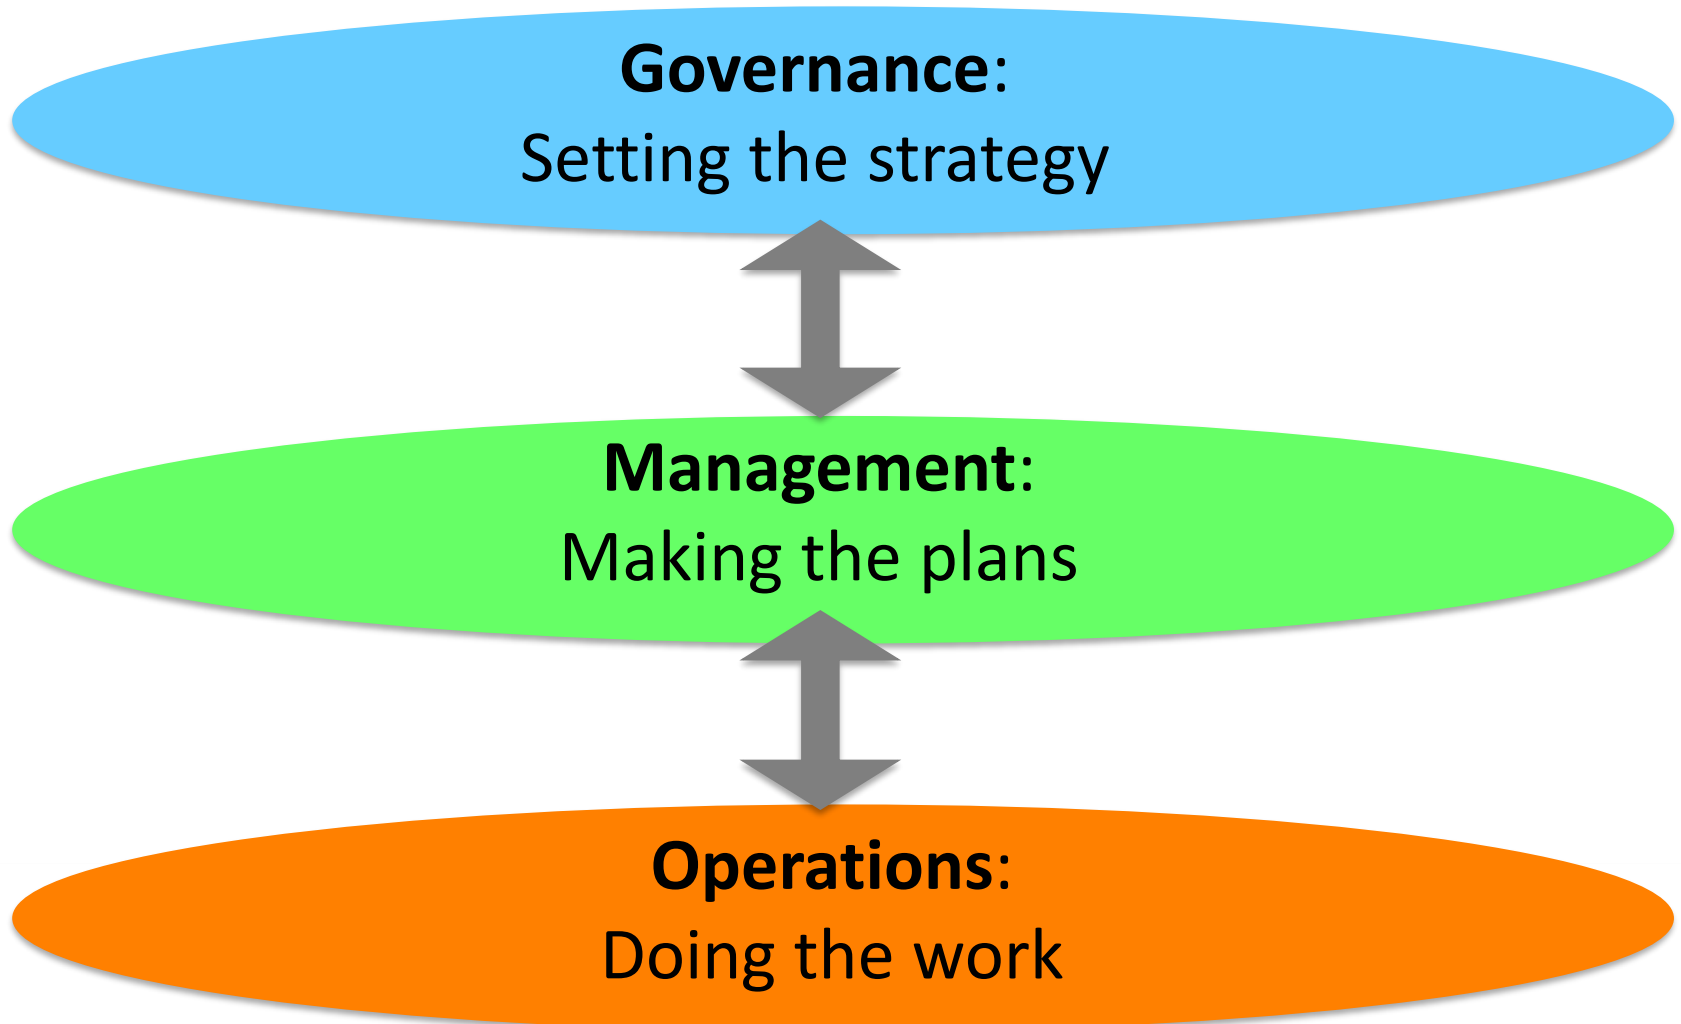 Governance:
Setting the strategy
Management:
Making the plans
Operations:
Doing the work